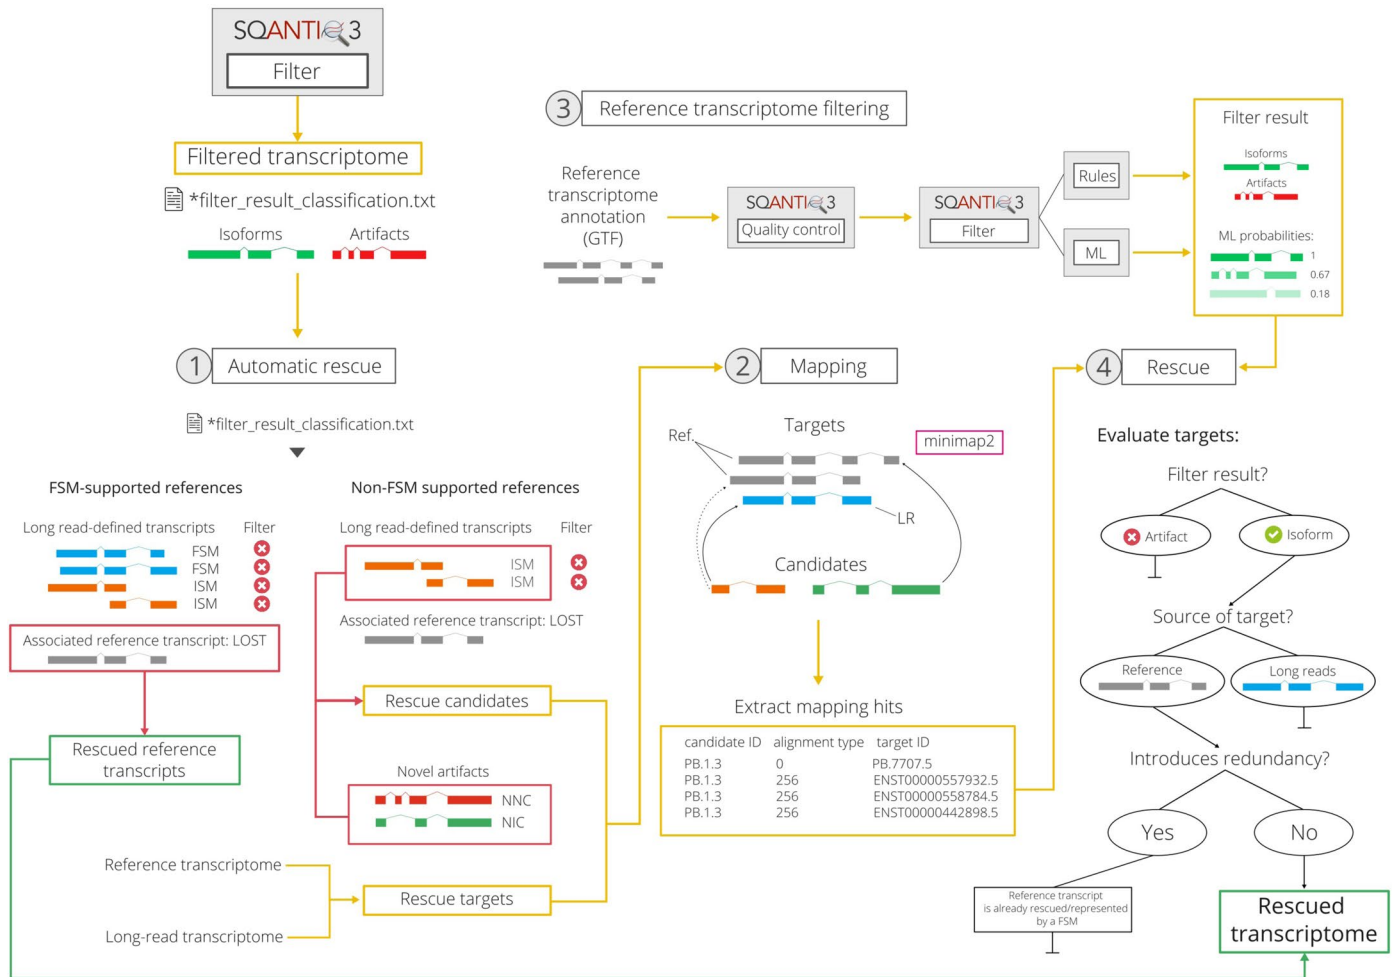 SQANTI 3
Filter
Filtered transcriptome
*filter_result_classification.txt
Isoforms Artifacts
1 Automatic rescue
*filter_result_classification.txt
FSM-supported references
Long read-defined transcripts Filter
FSM
FSM
ISM
ISM
Associated reference transcript: LOST
Rescued reference
transcripts
Non-FSM supported references
Long read-defined transcripts Filter
ISM
ISM
Associated reference transcript: LOST
Rescue candidates
Novel artifacts
NNC
NIC
Reference transcriptome
Rescue targets
Long-read transcriptome
2 Mapping
Targets
Ref.
minimap2
LR
Candidates
Extract mapping hits
candidate ID alignment type target ID
PB.1.3 0 PB.7707.5
PB.1.3 256 ENST00000557932.5
PB.1.3 256 ENST00000558784.5
PB.1.3 256 ENST00000442898.5
3 Reference transcriptome filtering
Reference
transcriptome
annotation
(GTF)
SQANTI 3
Quality control
SQANTI 3
Filter
Rules
ML
Filter result
Isoforms
Artifacts
ML probabilities:
1
0.67
0.18
4 Rescue
Evaluate targets:
Filter result?
Artifact Isoform
Source of target?
Reference Long reads
Introduces redundancy?
Yes No
Reference transcript
is already rescued/represented
by a FSM
Rescued
transcriptome